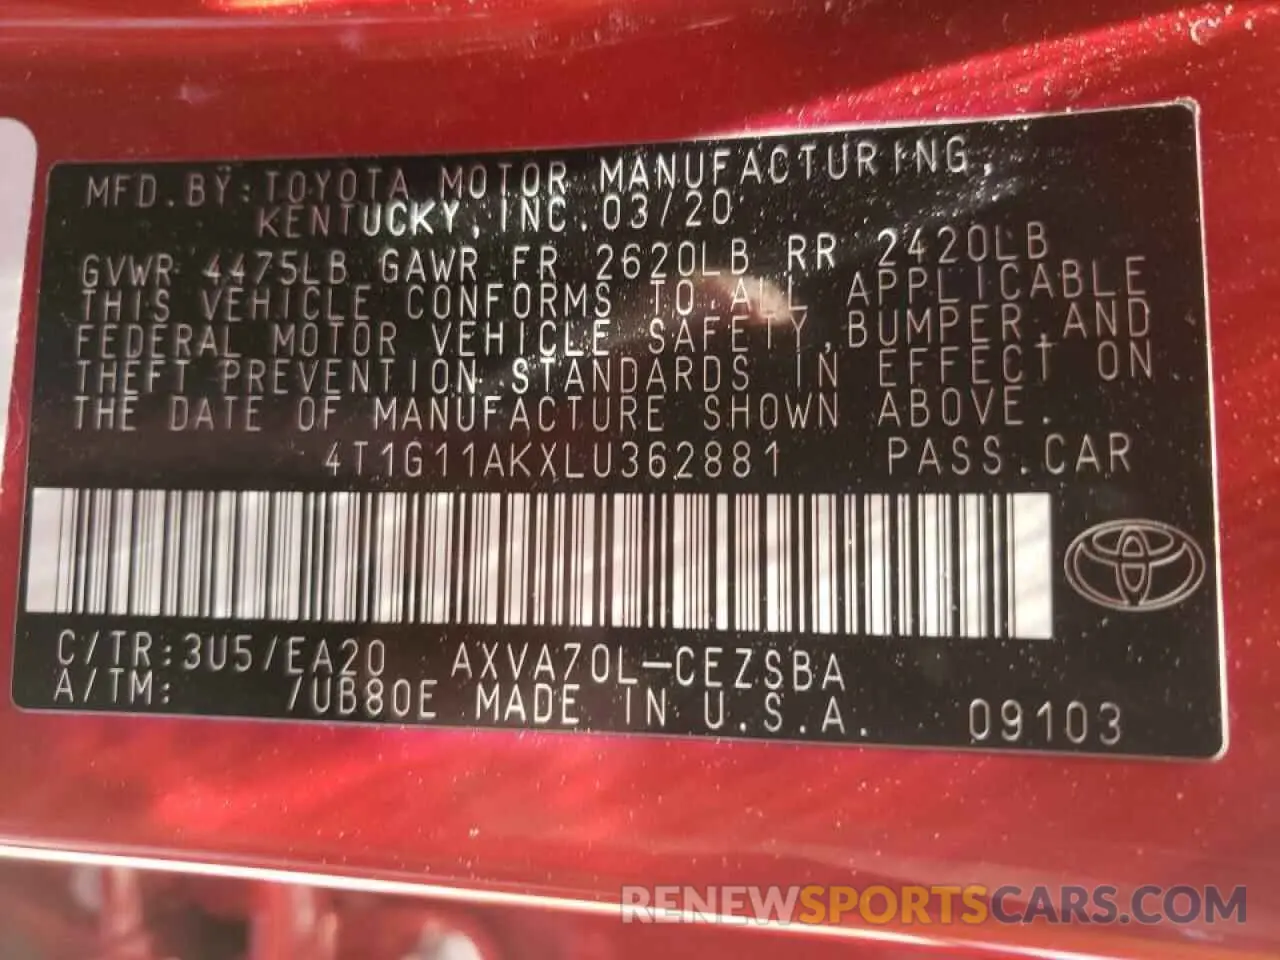 MFD.BY:TOYOTA MOTOR MANUFACTURING,
KENTUCKY, INC. 03/20
GVWR 4475LB GAWR FR 2620LB RR 2420LB
THIS VEHICLE CONFORMS TO ALL APPLICABLE
FEDERAL MOTOR VEHICLE SAFETY, BUMPER, AND
THEFT PREVENTION STANDARDS IN EFFECT ON
THE DATE OF MANUFACTURE SHOWN ABOVE.
4T1G11AKXLU362881 PASS.CAR
C/TR:3U5/EA20 AXVA70L-CEZSBA
A/TM: /UB80E MADE IN U.S.A. 09103
RENEWSPORTSCARS.COM